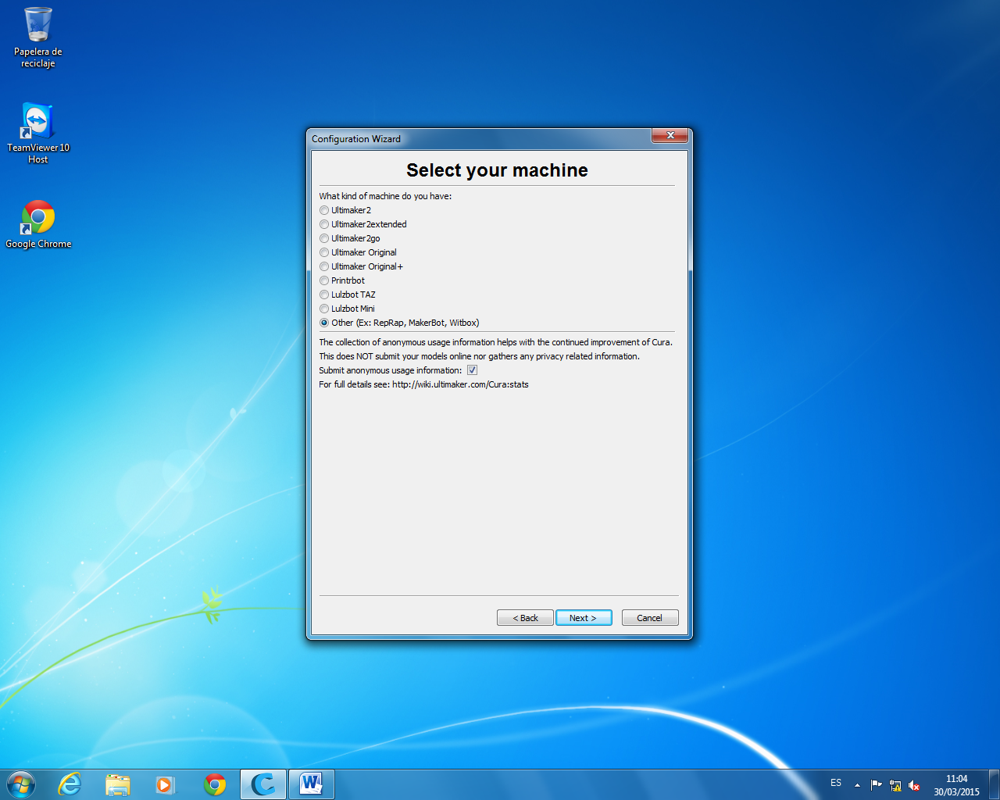 Papelera de
reciclaje
TeamViewer 10
Host
Google Chrome
Configuration Wizard
Select your machine
What kind of machine do you have:
Ultimaker2
Ultimaker2extended
Ultimaker2go
Ultimaker Original
Ultimaker Original+
Printrbot
Lulzbot TAZ
Lulzbot Mini
Other (Ex: RepRap, MakerBot, Witbox)
The collection of anonymous usage information helps with the continued improvement of Cura.
This does NOT submit your models online nor gathers any privacy related information.
Submit anonymous usage information:
For full details see: http://wiki.ultimaker.com/Cura:stats
< Back
Next >
Cancel
ES
11:04
30/03/2015